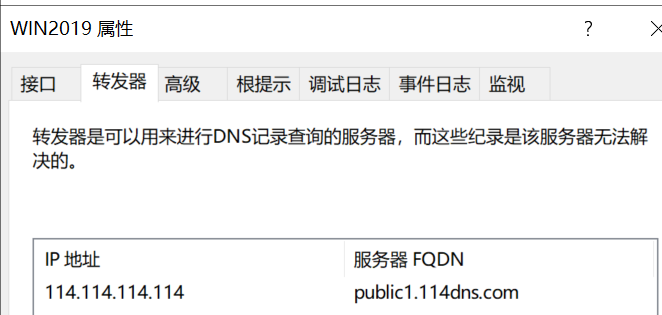 WIN2019 属性
接口 转发器 高级 根提示 调试日志 事件日志 监视
转发器是可以用来进行DNS记录查询的服务器，而这些纪录是该服务器无法解
决的。
IP 地址 服务器 FQDN
114.114.114.114 public1.114dns.com